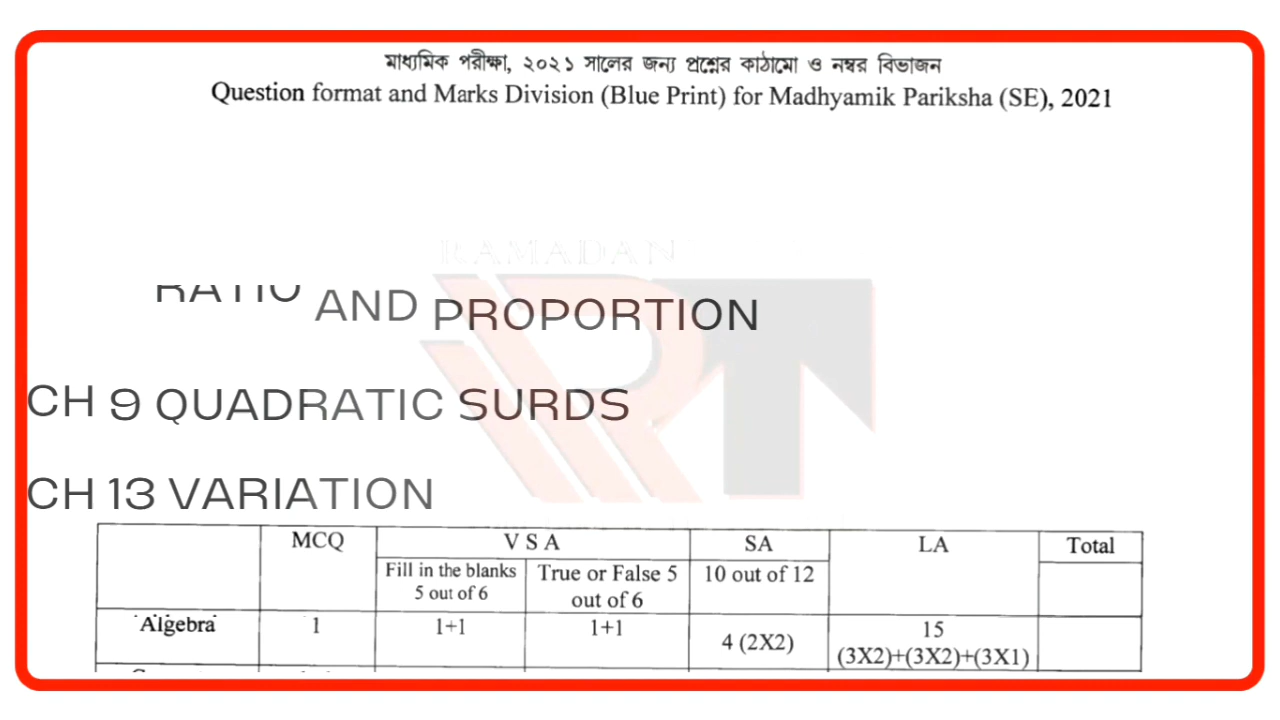 মাধ্যমিক পরীক্ষা, ২০২১ সালের জন্য প্রশ্নের কাঠামো ও নম্বর বিভাজন
Question format and Marks Division (Blue Print) for Madhyamik Pariksha (SE), 2021
RAMADAN
RATIO AND PROPORTION
CH 9 QUADRATIC SURDS
CH 13 VARIATION
MCQ V S A SA LA Total
Fill in the blanks 5 out of 6 True or False 5 out of 6 10 out of 12
Algebra 1 1+1 1+1 4 (2X2) 15 (3X2)+(3X2)+(3X1)